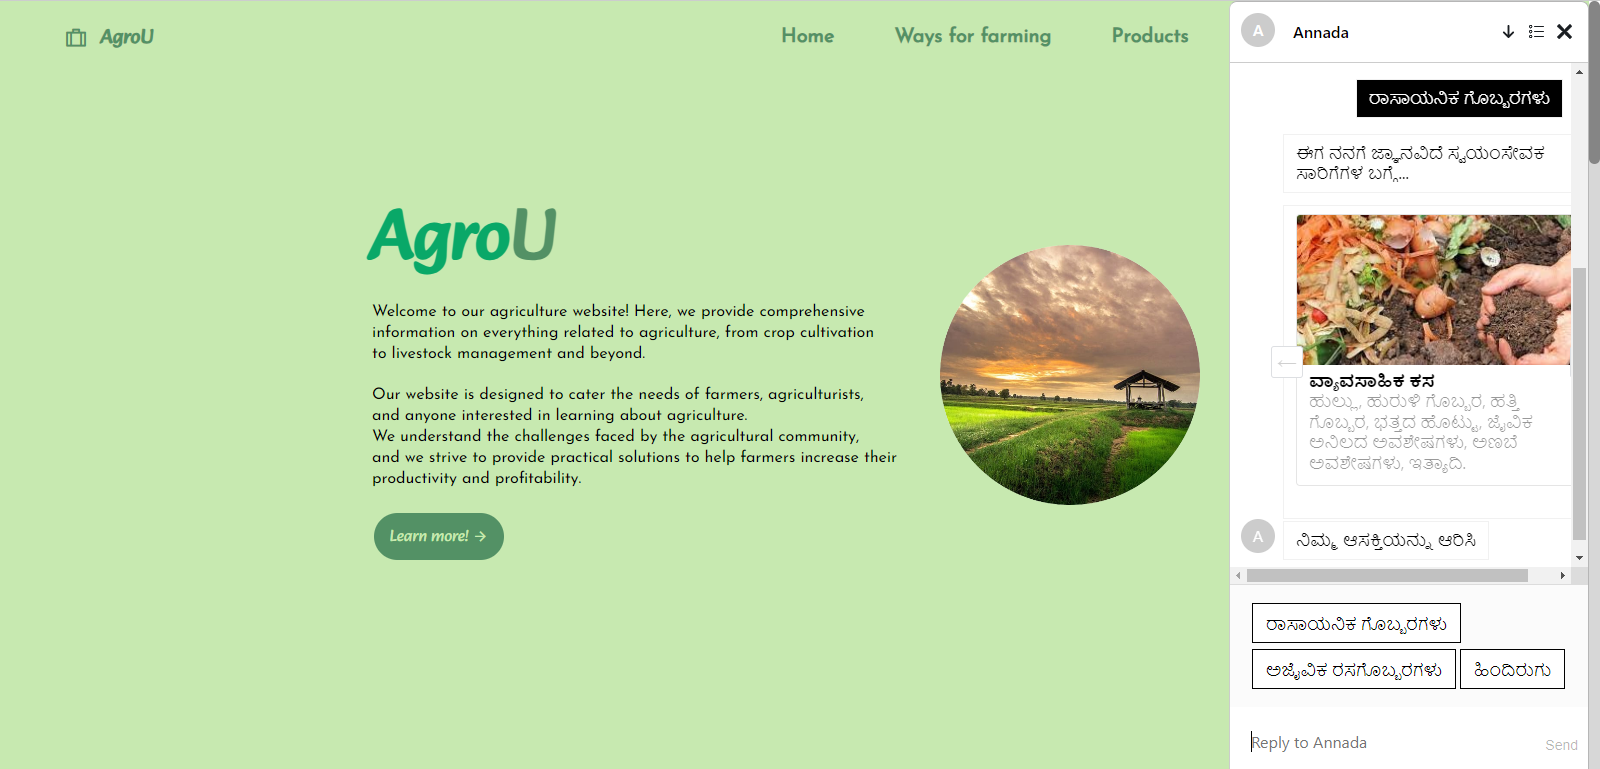 AgroU
Home
Ways for farming
Products
AgroU
Welcome to our agriculture website! Here, we provide comprehensive
information on everything related to agriculture, from crop cultivation
to livestock management and beyond.
Our website is designed to cater the needs of farmers, agriculturists,
and anyone interested in learning about agriculture.
We understand the challenges faced by the agricultural community,
and we strive to provide practical solutions to help farmers increase their
productivity and profitability.
Learn more! →
A
Annada
ರಾಸಾಯನಿಕ ಗೊಬ್ಬರಗಳು
ಈಗ ನನಗೆ ಜ್ಞಾನವಿದೆ ಸ್ವಯಂಸೇವಕ
ಸಾರಿಗೆಗಳ ಬಗ್ಗೆ...
ವ್ಯಾವಸಾಹಿಕ ಕಸ
ಹುಲ್ಲು, ಹುರುಳಿ ಗೊಬ್ಬರ, ಹತ್ತಿ
ಗೊಬ್ಬರ, ಭತ್ತದ ಹೊಟ್ಟು, ಜೈವಿಕ
ಅನಿಲದ ಅವಶೇಷಗಳು, ಅಣಬೆ
ಅವಶೇಷಗಳು, ಇತ್ಯಾದಿ.
A
ನಿಮ್ಮ ಆಸಕ್ತಿಯನ್ನು ಆರಿಸಿ
ರಾಸಾಯನಿಕ ಗೊಬ್ಬರಗಳು
ಅಜೈವಿಕ ರಸಗೊಬ್ಬರಗಳು
ಹಿಂದಿರುಗು
Reply to Annada
Send